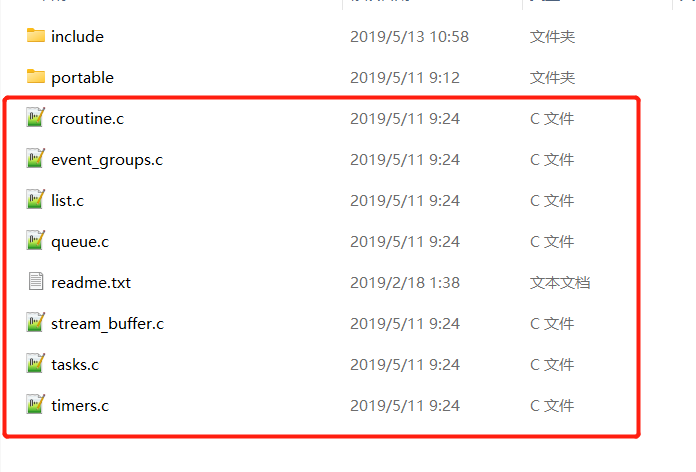 include 2019/5/13 10:58 文件夹
portable 2019/5/11 9:12 文件夹
croutine.c 2019/5/11 9:24 C 文件
event_groups.c 2019/5/11 9:24 C 文件
list.c 2019/5/11 9:24 C 文件
queue.c 2019/5/11 9:24 C 文件
readme.txt 2019/2/18 1:38 文本文档
stream_buffer.c 2019/5/11 9:24 C 文件
tasks.c 2019/5/11 9:24 C 文件
timers.c 2019/5/11 9:24 C 文件